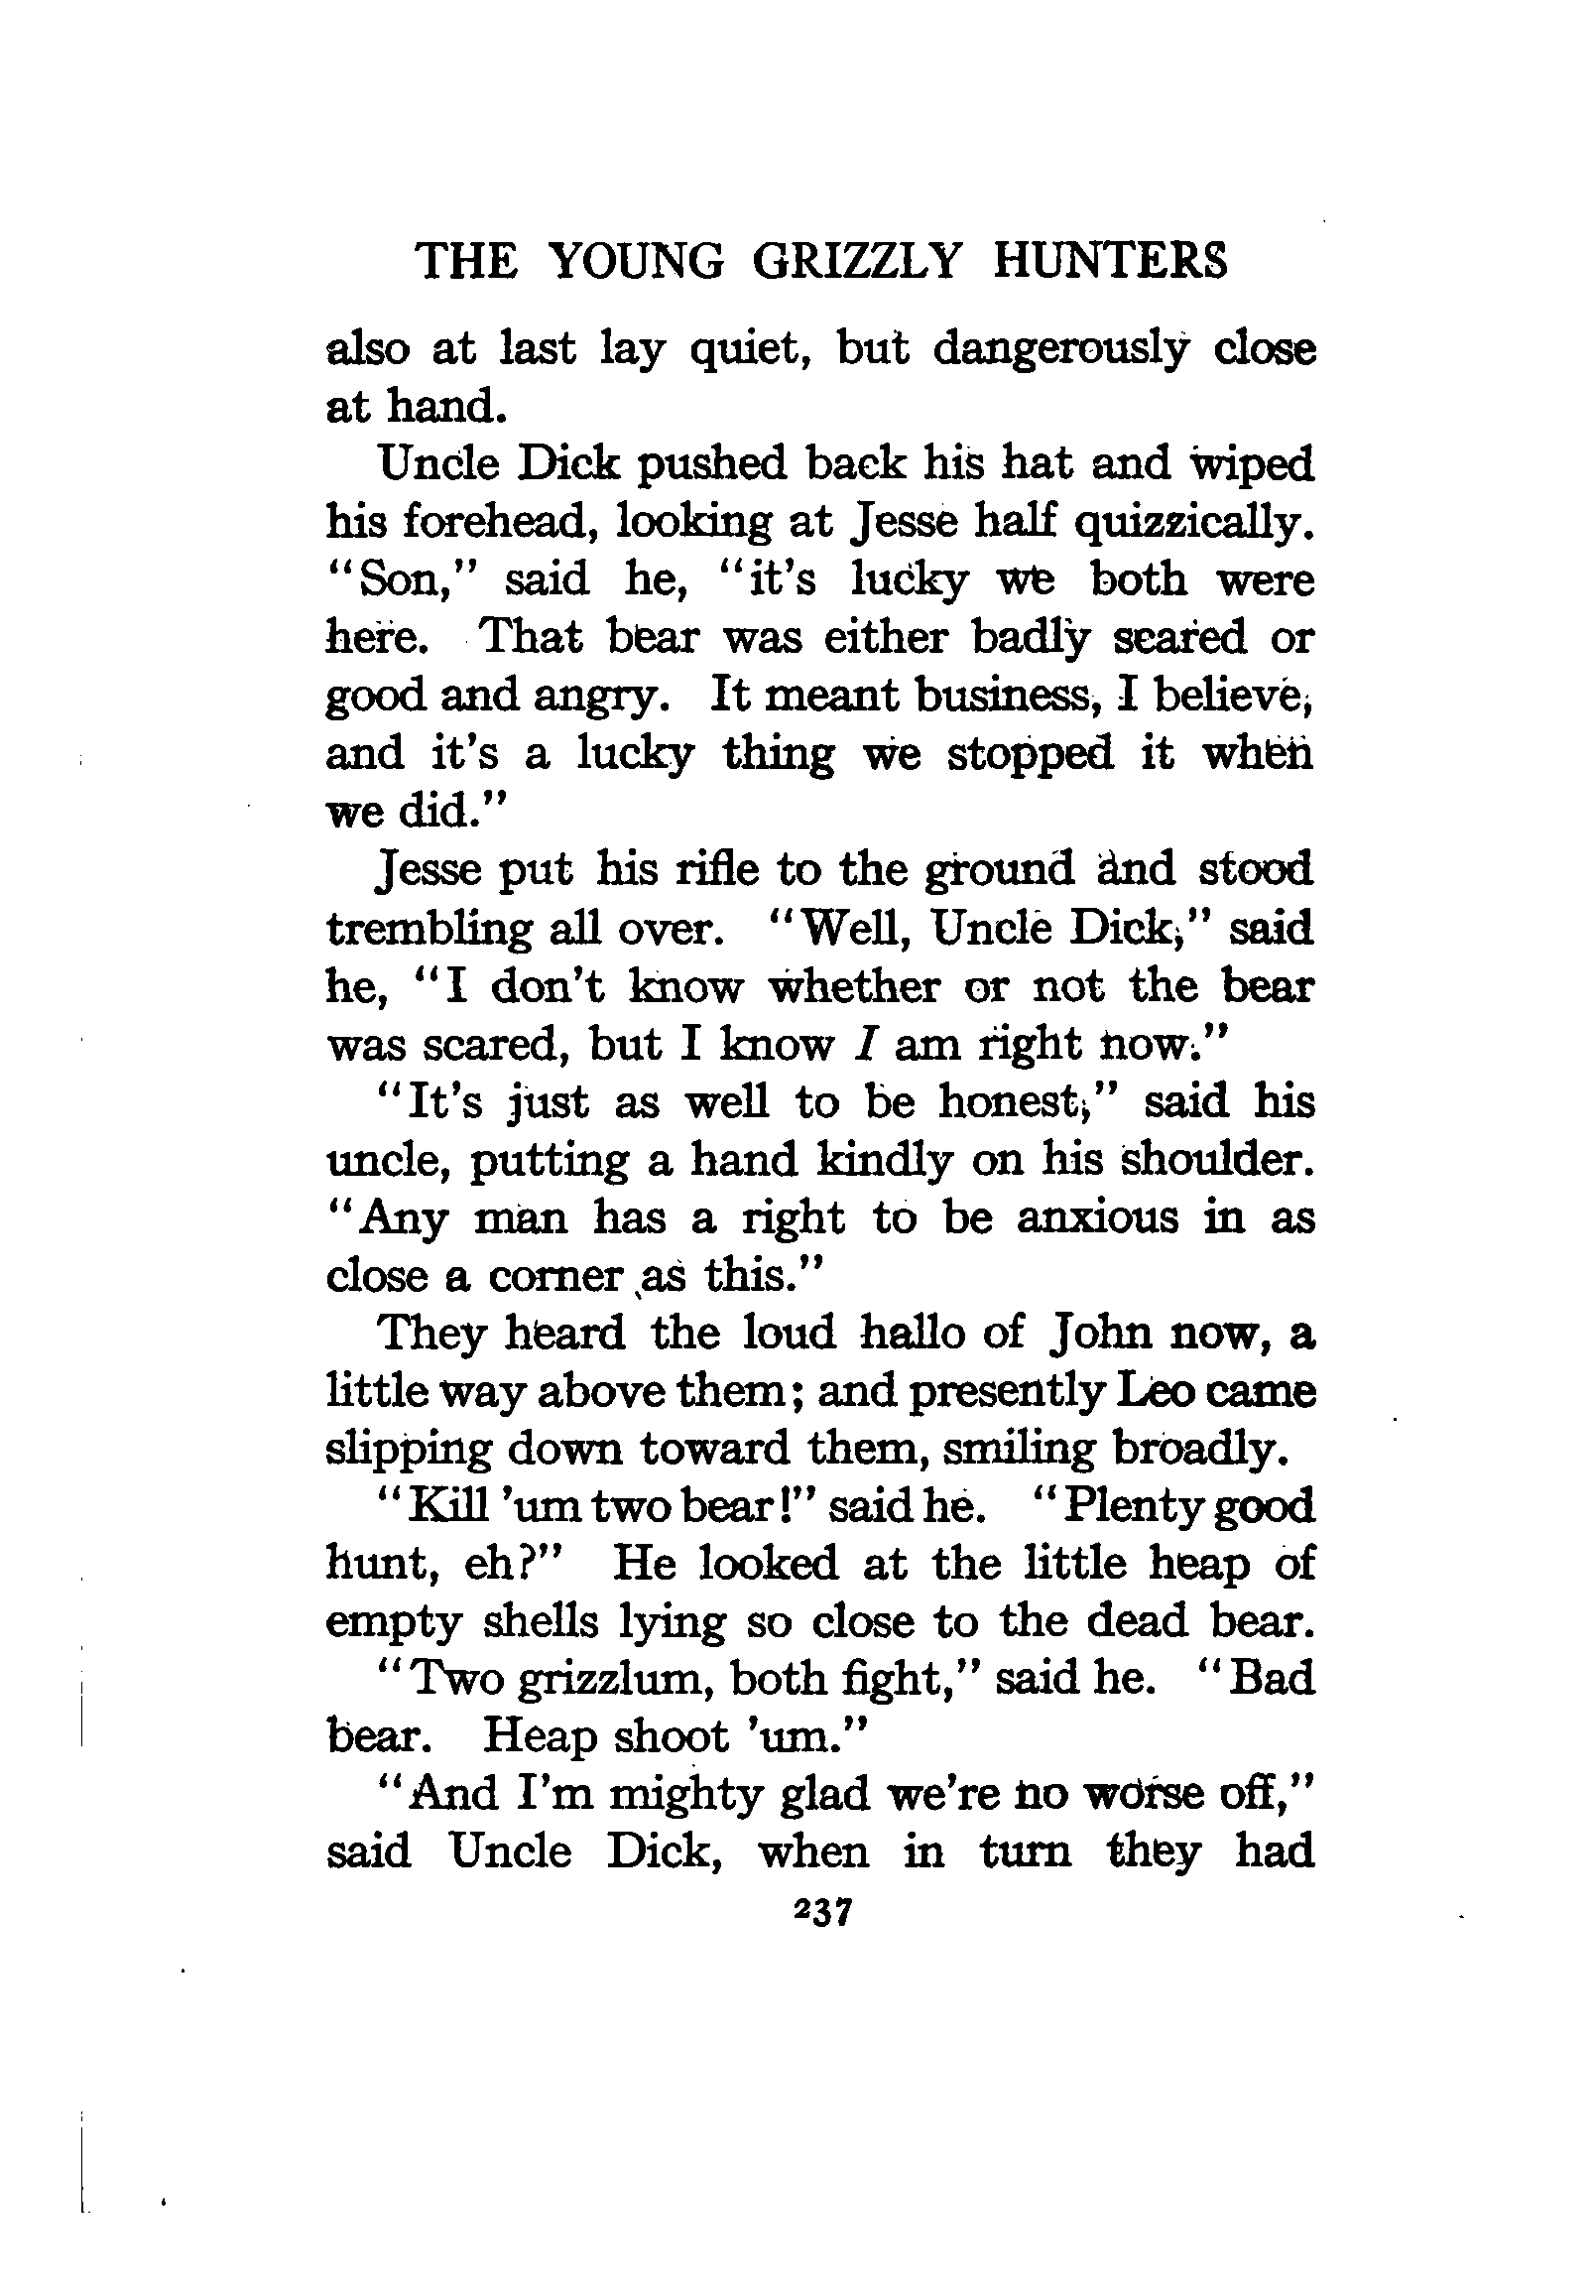 THE YOUNG GRIZZLY HUNTERS
also at last lay quiet, but dangerously close
at hand.
Uncle Dick pushed back his hat and wiped
his forehead, looking at Jesse half quizzically.
"Son," said he, "it's lucky we both were
here. That bear was either badly scared or
good and angry. It meant business, I believe,
and it's a lucky thing we stopped it when
we did."
Jesse put his rifle to the ground and stood
trembling all over. "Well, Uncle Dick," said
he, "I don't know whether or not the bear
was scared, but I know I am right now."
"It's just as well to be honest," said his
uncle, putting a hand kindly on his shoulder.
"Any man has a right to be anxious in as
close a corner as this."
They heard the loud hallo of John now, a
little way above them; and presently Leo came
slipping down toward them, smiling broadly.
"Kill 'um two bear!" said he. "Plenty good
hunt, eh?" He looked at the little heap of
empty shells lying so close to the dead bear.
"Two grizzlum, both fight," said he. "Bad
bear. Heap shoot 'um."
"And I'm mighty glad we're no worse off,"
said Uncle Dick, when in turn they had
237